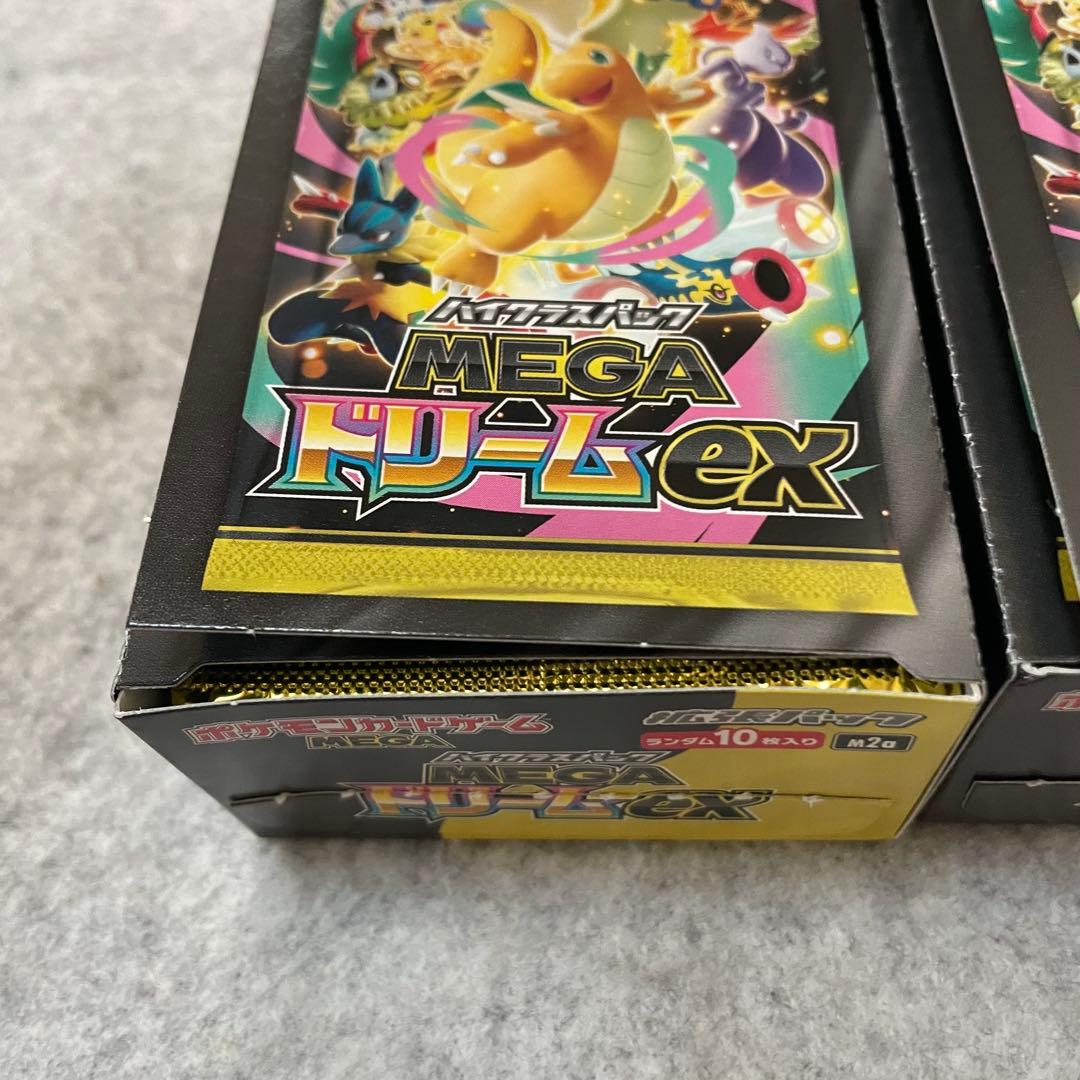 ハイクラスパック
MEGA
ドリームex
ポケモンカードゲーム
MEGA
拡張パック
ランダム10枚入り
M2a
ハイクラスパック
MEGA
ドリームex